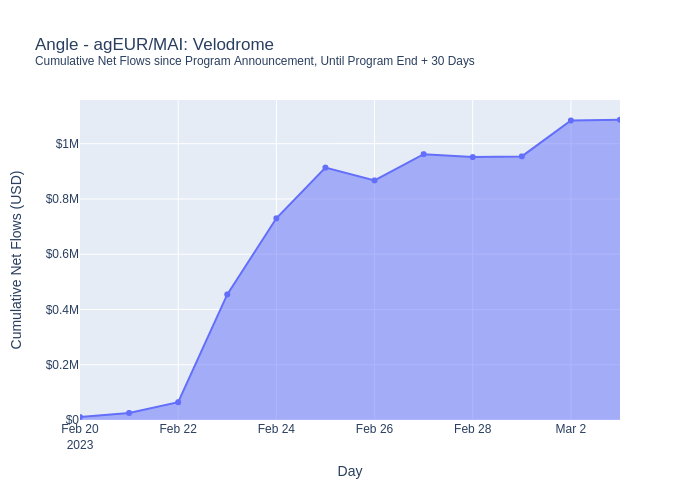 Angle - agEUR/MAI: Velodrome
Cumulative Net Flows since Program Announcement, Until Program End + 30 Days
Cumulative Net Flows (USD)
$1M
$0.8M
$0.6M
$0.4M
$0.2M
$0
Feb 20
2023
Feb 22
Feb 24
Feb 26
Feb 28
Mar 2
Day